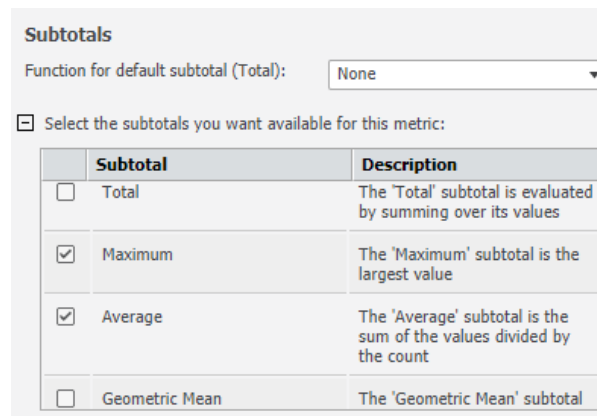 Subtotals
Function for default subtotal (Total): None
Select the subtotals you want available for this metric:
Subtotal Description
Total The 'Total' subtotal is evaluated
by summing over its values
Maximum The 'Maximum' subtotal is the
largest value
Average The 'Average' subtotal is the
sum of the values divided by
the count
Geometric Mean The 'Geometric Mean' subtotal